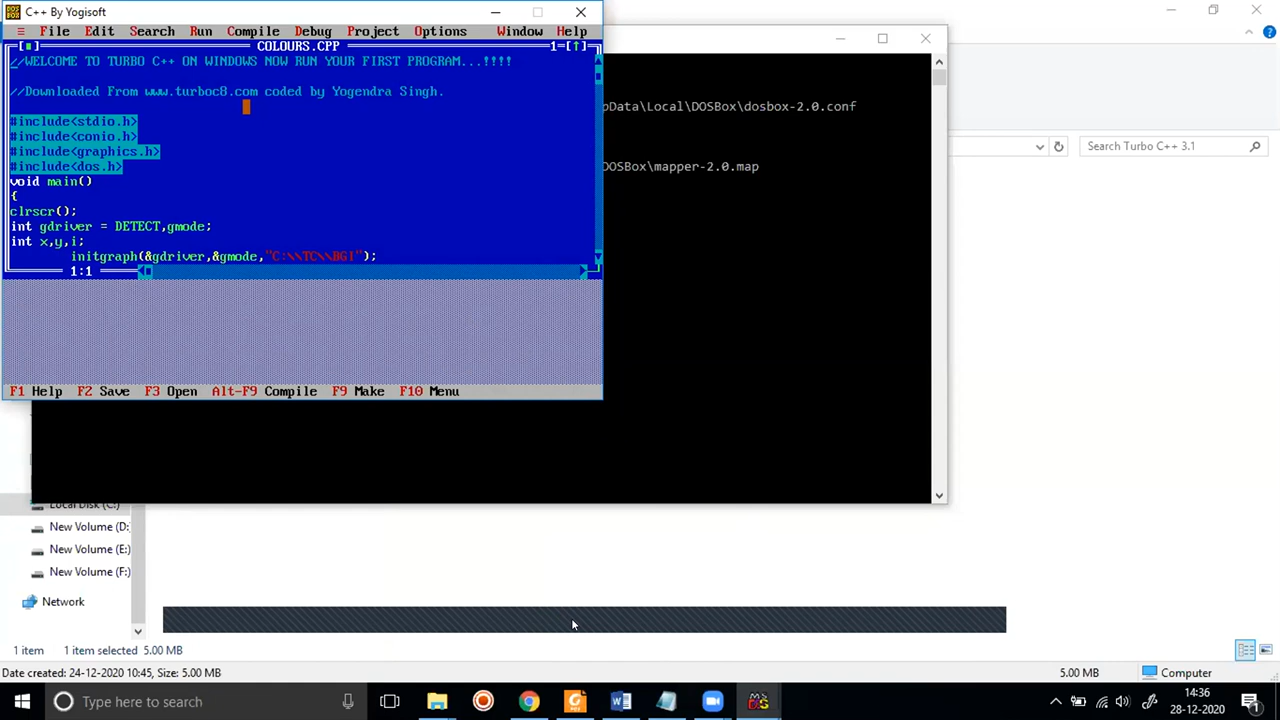 C++ By Yogisoft
≡ File Edit Search Run Compile Debug Project Options Window Help
COLOURS.CPP 1=[↑]
//WELCOME TO TURBO C++ ON WINDOWS NOW RUN YOUR FIRST PROGRAM...!!!!
//Downloaded From www.turboc8.com coded by Yogendra Singh.
#include<stdio.h>
#include<conio.h>
#include<graphics.h>
#include<dos.h>
void main()
{
clrscr();
int gdriver = DETECT,gmode;
int x,y,i;
initgraph(&gdriver,&gmode,"C:\\TC\\BGI");
1:1
F1 Help F2 Save F3 Open Alt-F9 Compile F9 Make F10 Menu
pData\Local\DOSBox\dosbox-2.0.conf
DOSBox\mapper-2.0.map
Search Turbo C++ 3.1
Local Disk (C:)
New Volume (D:
New Volume (E:)
New Volume (F:)
Network
1 item 1 item selected 5.00 MB
Date created: 24-12-2020 10:45, Size: 5.00 MB
5.00 MB
Computer
Type here to search
14:36
28-12-2020
1